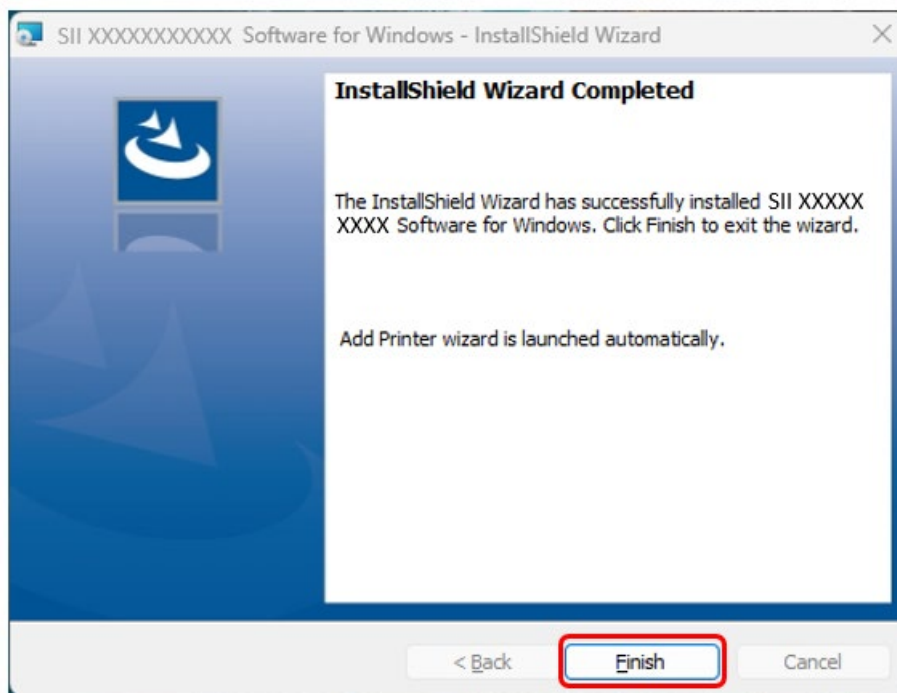 SII XXXXXXXXXXX Software for Windows - InstallShield Wizard
InstallShield Wizard Completed
The InstallShield Wizard has successfully installed SII XXXXX
XXXX Software for Windows. Click Finish to exit the wizard.
Add Printer wizard is launched automatically.
< Back Finish Cancel